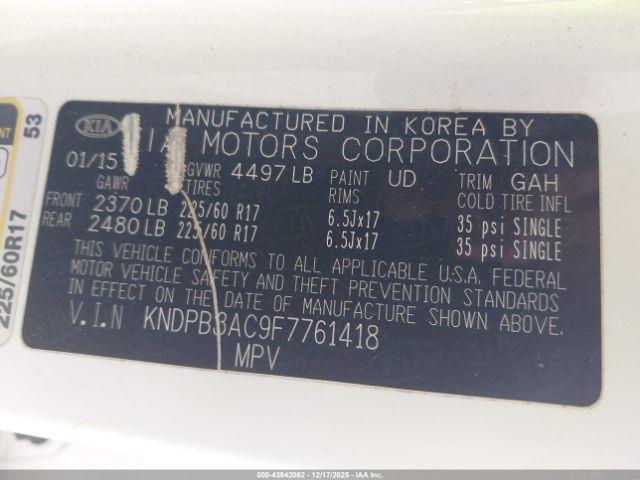 KIA
MANUFACTURED IN KOREA BY
KIA MOTORS CORPORATION
01/15 GVWR 4497 LB PAINT UD TRIM GAH
GAWR TIRES RIMS COLD TIRE INFL
FRONT 2370 LB 225/60 R17 6.5Jx17 35 psi SINGLE
REAR 2480 LB 225/60 R17 6.5Jx17 35 psi SINGLE
THIS VEHICLE CONFORMS TO ALL APPLICABLE U.S.A. FEDERAL
MOTOR VEHICLE SAFETY AND THEFT PREVENTION STANDARDS
IN EFFECT ON THE DATE OF MANUFACTURE SHOWN ABOVE.
V.I.N KNDPB3AC9F7761418
MPV
53
225/60R17
000-43942062 - 12/17/2025 - IAAI.COM